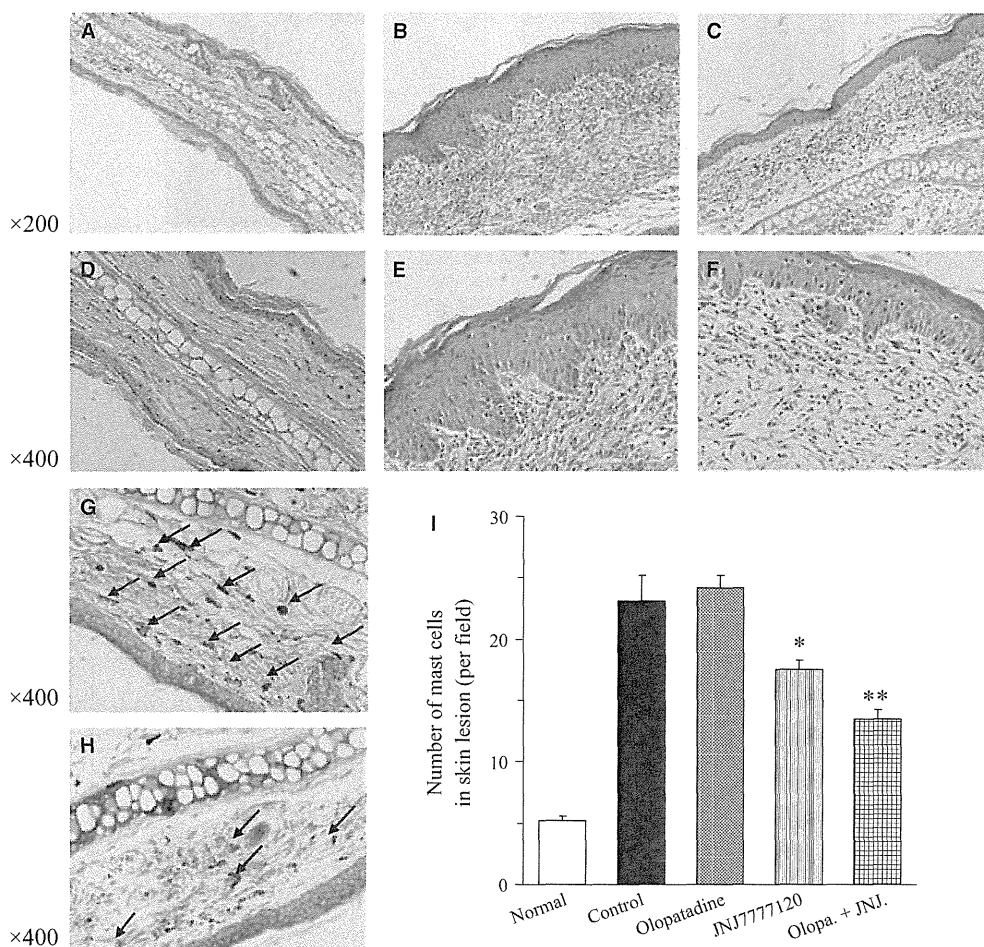 A
B
C
×200
D
E
F
×400
G
×400
H
×400
I
Number of mast cells
in skin lesion (per field)
30
20
10
0
*
**
Normal
Control
Olopatadine
JNJ7777120
Olopa. + JNJ.